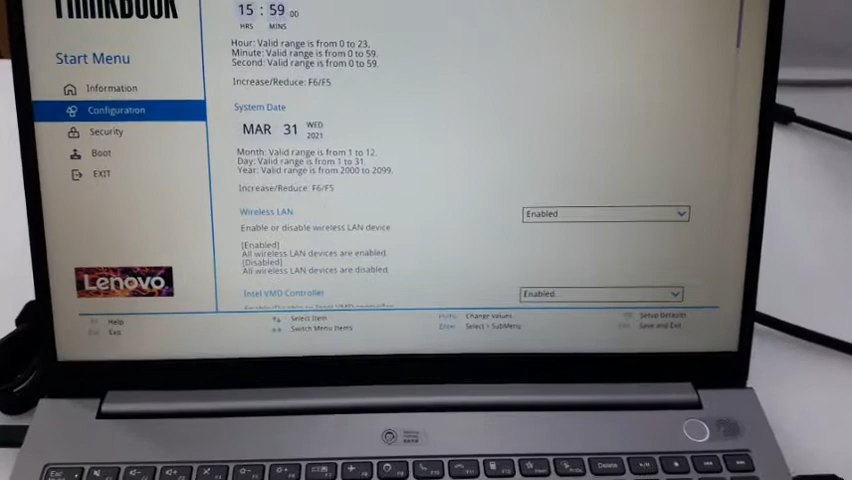 THINKBOOK
15 : 59 00
HRS MINS
Hour: Valid range is from 0 to 23.
Minute: Valid range is from 0 to 59.
Second: Valid range is from 0 to 59.
Increase/Reduce: F6/F5
Start Menu
Information
Configuration
Security
Boot
EXIT
Lenovo
System Date
MAR 31 WED
2021
Month: Valid range is from 1 to 12.
Day: Valid range is from 1 to 31.
Year: Valid range is from 2000 to 2099.
Increase/Reduce: F6/F5
Wireless LAN Enabled
Enable or disable wireless LAN device
[Enabled]
All wireless LAN devices are enabled.
[Disabled]
All wireless LAN devices are disabled.
Intel VMD Controller Enabled
Help Select Item Change Values Setup Defaults
Exit Switch Menu Items Enter Select > SubMenu Save and Exit
Esc Delete